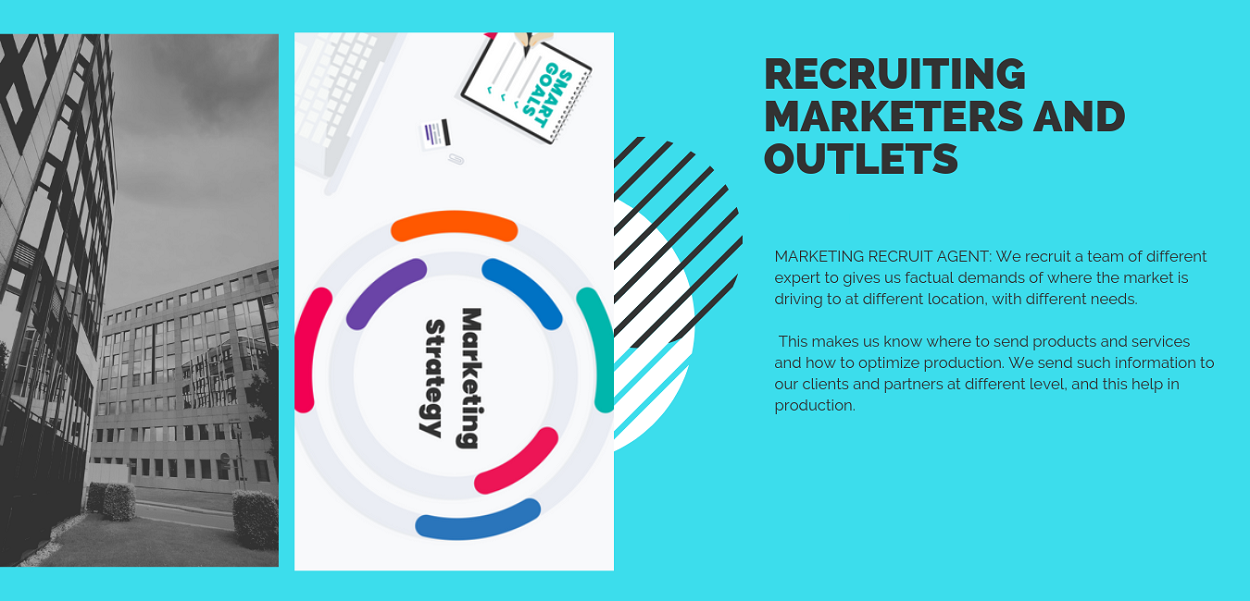 SMART
GOALS
Marketing
Strategy
RECRUITING
MARKETERS AND
OUTLETS
MARKETING RECRUIT AGENT: We recruit a team of different
expert to gives us factual demands of where the market is
driving to at different location, with different needs.
This makes us know where to send products and services
and how to optimize production. We send such information to
our clients and partners at different level, and this help in
production.